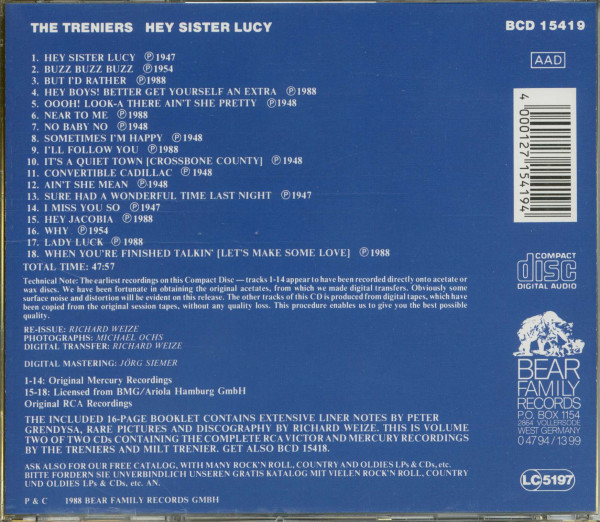 THE TRENIERS HEY SISTER LUCY
BCD 15419
AAD
1. HEY SISTER LUCY ℗1947
2. BUZZ BUZZ BUZZ ℗1954
3. BUT I'D RATHER ℗1988
4. HEY BOYS! BETTER GET YOURSELF AN EXTRA ℗1988
5. OOOH! LOOK-A THERE AIN'T SHE PRETTY ℗1948
6. NEAR TO ME ℗1988
7. NO BABY NO ℗1948
8. SOMETIMES I'M HAPPY ℗1948
9. I'LL FOLLOW YOU ℗1988
10. IT'S A QUIET TOWN [CROSSBONE COUNTY] ℗1948
11. CONVERTIBLE CADILLAC ℗1948
12. AIN'T SHE MEAN ℗1948
13. SURE HAD A WONDERFUL TIME LAST NIGHT ℗1947
14. I MISS YOU SO ℗1947
15. HEY JACOBIA ℗1988
16. WHY ℗1954
17. LADY LUCK ℗1988
18. WHEN YOU'RE FINISHED TALKIN' [LET'S MAKE SOME LOVE] ℗1988
TOTAL TIME: 47:57
4 000127 154194
Technical Note: The earliest recordings on this Compact Disc — tracks 1-14 appear to have been recorded directly onto acetate or
wax discs. We have been fortunate in obtaining the original acetates, from which we made digital transfers. Obviously some
surface noise and distortion will be evident on this release. The other tracks of this CD is produced from digital tapes, which have
been copied from the original session tapes, without any quality loss. This procedure enables us to give you the best possible
quality.
COMPACT
disc
DIGITAL AUDIO
RE-ISSUE: RICHARD WEIZE
PHOTOGRAPHS: MICHAEL OCHS
DIGITAL TRANSFER: RICHARD WEIZE
DIGITAL MASTERING: JÖRG SIEMER
1-14: Original Mercury Recordings
15-18: Licensed from BMG/Ariola Hamburg GmbH
Original RCA Recordings
BEAR
FAMILY
RECORDS
P.O. BOX 1154
2864 VOLLERSODE
WEST GERMANY
0 47 94 / 13 99
THE INCLUDED 16-PAGE BOOKLET CONTAINS EXTENSIVE LINER NOTES BY PETER
GRENDYSA, RARE PICTURES AND DISCOGRAPHY BY RICHARD WEIZE. THIS IS VOLUME
TWO OF TWO CDs CONTAINING THE COMPLETE RCA VICTOR AND MERCURY RECORDINGS
BY THE TRENIERS AND MILT TRENIER. GET ALSO BCD 15418.
ASK ALSO FOR OUR FREE CATALOG, WITH MANY ROCK'N ROLL, COUNTRY AND OLDIES LPs & CDs, etc.
BITTE FORDERN SIE UNVERBINDLICH UNSEREN GRATIS KATALOG MIT VIELEN ROCK'N ROLL, COUNTRY
UND OLDIES LPs & CDs, etc. AN.
LC 5197
P & C 1988 BEAR FAMILY RECORDS GMBH